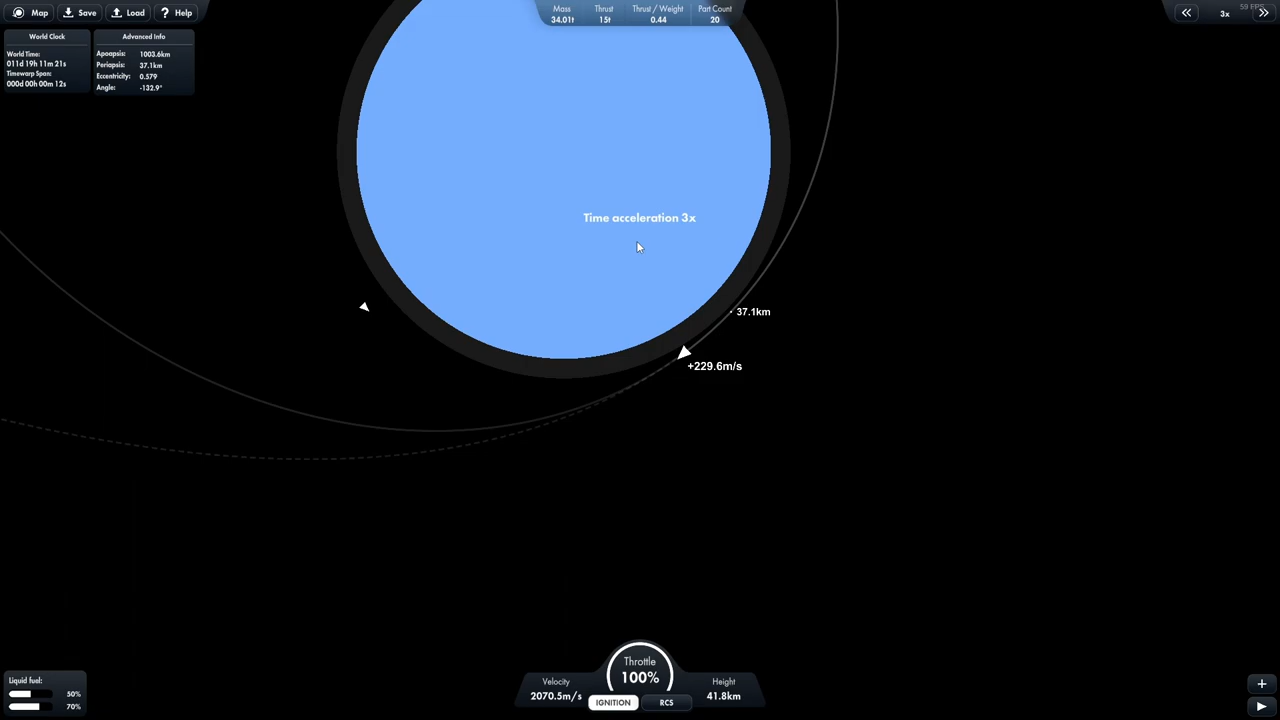 Map
Save
Load
Help
Mass
34.01t
Thrust
15t
Thrust / Weight
0.44
Part Count
20
3x
59 FPS
World Clock
World Time:
011d 19h 11m 21s
Timewarp Span:
000d 00h 00m 12s
Advanced Info
Apoapsis: 1003.6km
Periapsis: 37.1km
Eccentricity: 0.579
Angle: -132.9°
Time acceleration 3x
37.1km
+229.6m/s
Liquid fuel:
50%
70%
Throttle
100%
Velocity
2070.5m/s
Height
41.8km
IGNITION
RCS